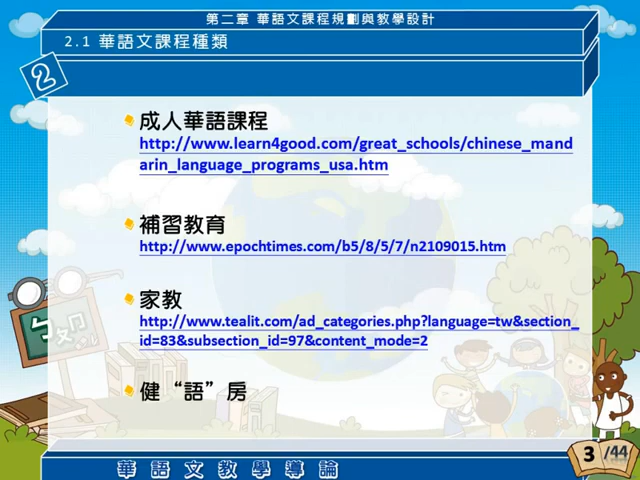 第二章 華語文課程規劃與教學設計
2.1 華語文課程種類
2
成人華語課程
http://www.learn4good.com/great_schools/chinese_mand
arin_language_programs_usa.htm
補習教育
http://www.epochtimes.com/b5/8/5/7/n2109015.htm
家教
http://www.tealit.com/ad_categories.php?language=tw&section_
id=83&subsection_id=97&content_mode=2
健“語”房
ㄅㄆㄇ
華語文教學導論
3/44